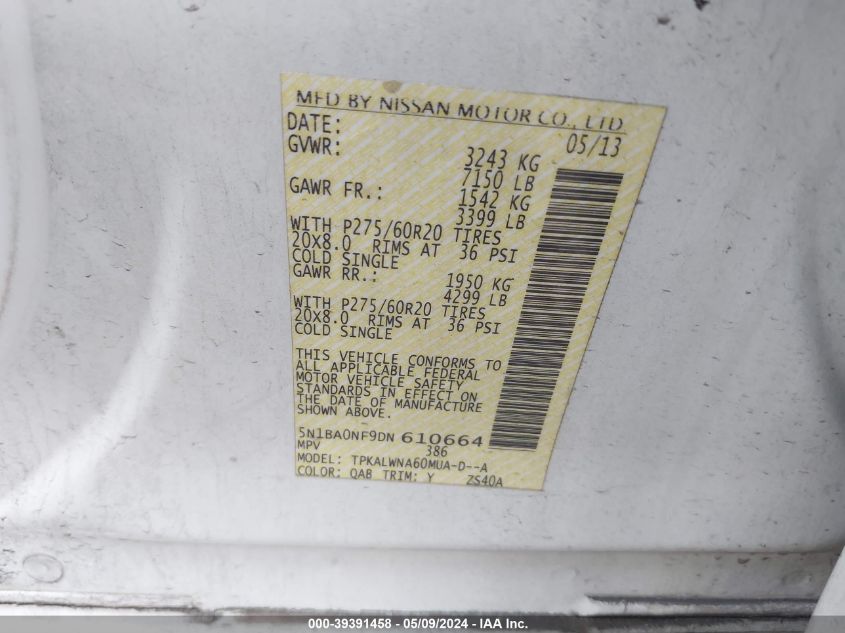 MFD BY NISSAN MOTOR CO., LTD
DATE: 05/13
GVWR: 3243 KG
7150 LB
GAWR FR.: 1542 KG
3399 LB
WITH P275/60R20 TIRES
20X8.0 RIMS AT 36 PSI
COLD SINGLE
GAWR RR.: 1950 KG
4299 LB
WITH P275/60R20 TIRES
20X8.0 RIMS AT 36 PSI
COLD SINGLE
THIS VEHICLE CONFORMS TO
ALL APPLICABLE FEDERAL
MOTOR VEHICLE SAFETY
STANDARDS IN EFFECT ON
THE DATE OF MANUFACTURE
SHOWN ABOVE.
5N1BA0NF9DN 610664
MPV 386
MODEL: TPKALWNA60MUA-D--A
COLOR: QAB TRIM: Y ZS40A
000-39391458 - 05/09/2024 - IAA Inc.